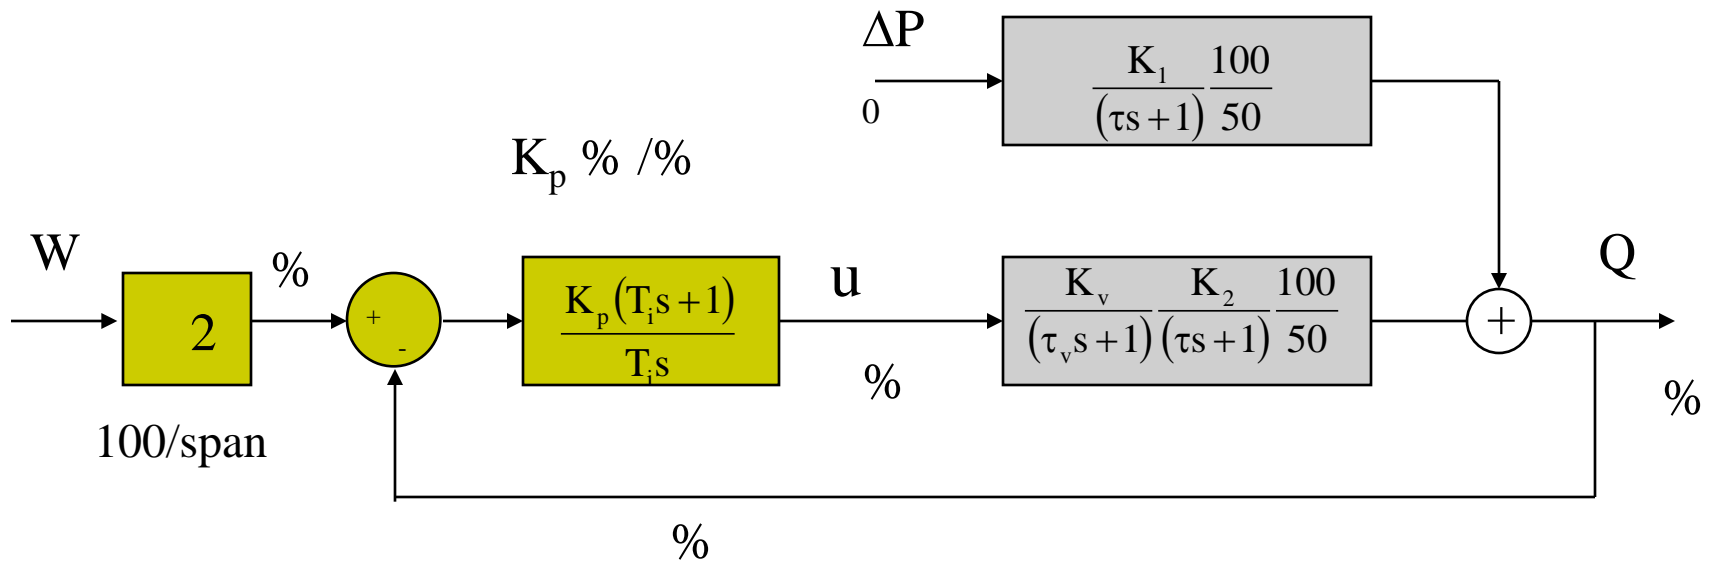 ΔP
0
K₁ 100
(τs+1) 50
Kₚ % /%
W
%
2
100/span
+
-
Kₚ(Tᵢs+1)
Tᵢs
u
%
Kᵥ K₂ 100
(τᵥs+1) (τs+1) 50
+
Q
%
%